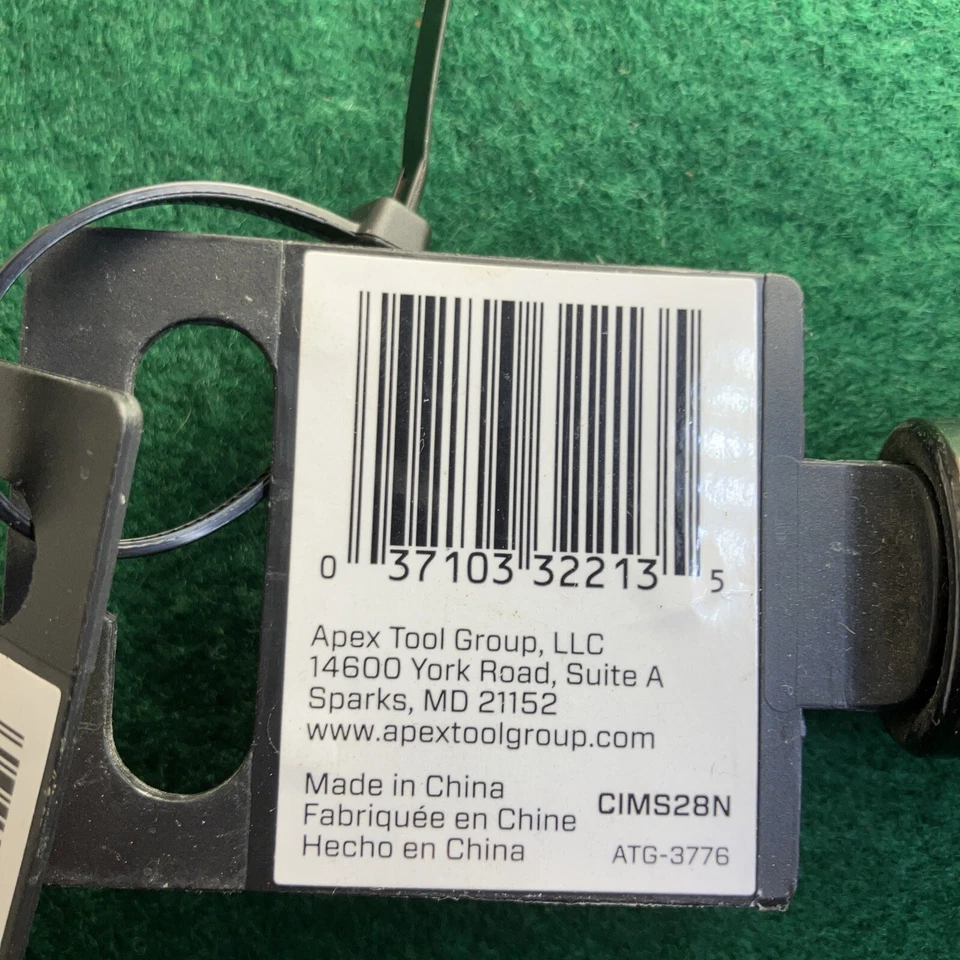 0 37103 32213 5
Apex Tool Group, LLC
14600 York Road, Suite A
Sparks, MD 21152
www.apextoolgroup.com
Made in China
Fabriquée en Chine
Hecho en China
CIMS28N
ATG-3776